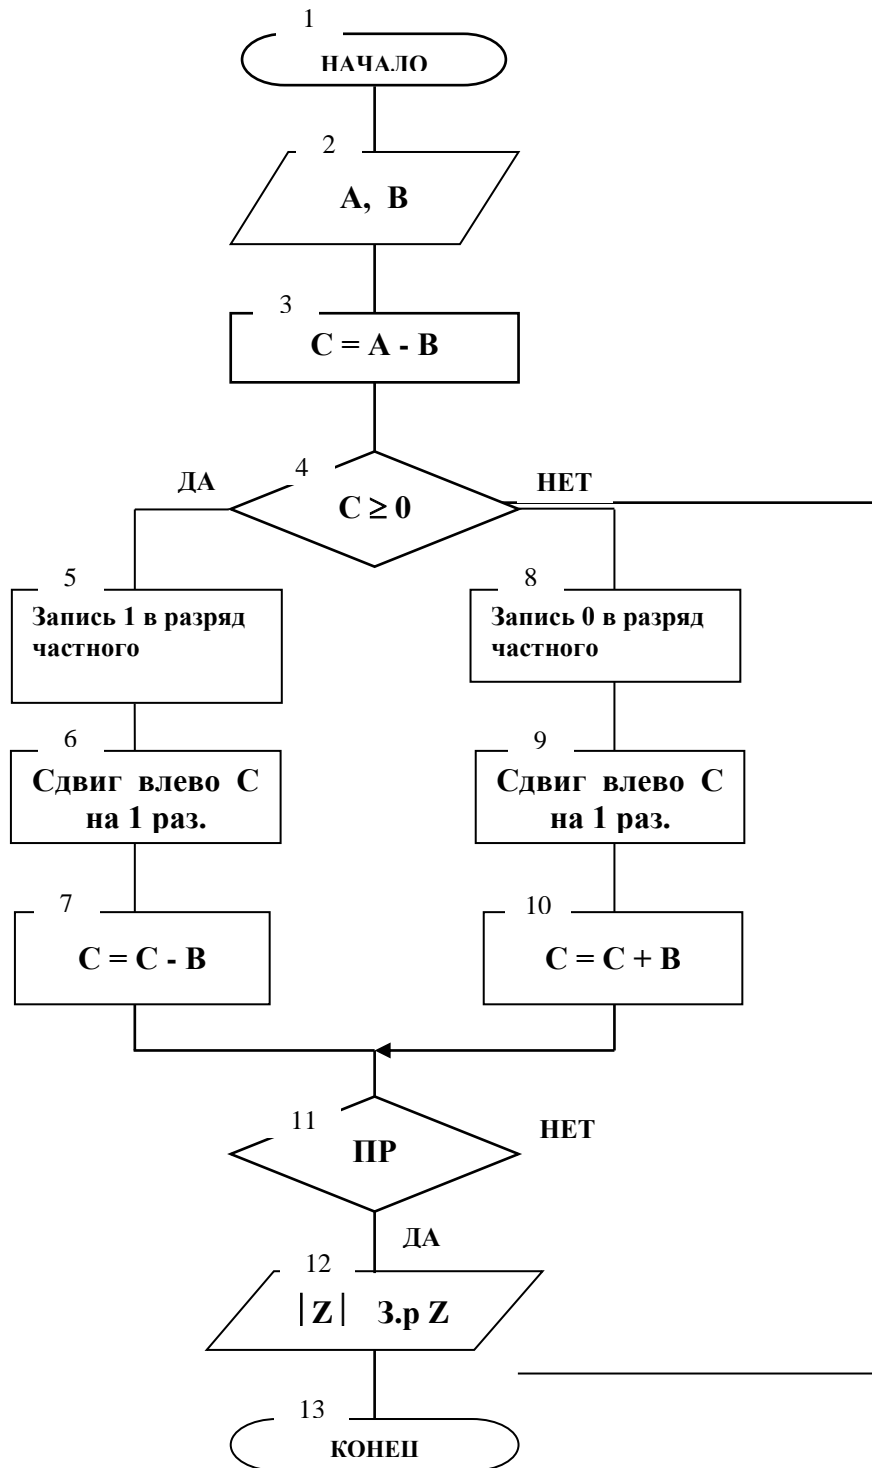 1
НАЧАЛО
2
А, В
3
С = А - В
4
ДА
НЕТ
С ≥ 0
5
Запись 1 в разряд
частного
8
Запись 0 в разряд
частного
6
Сдвиг влево С
на 1 раз.
9
Сдвиг влево С
на 1 раз.
7
С = С - В
10
С = С + В
11
ПР
НЕТ
ДА
12
|Z| З.р Z
13
КОНЕЦ